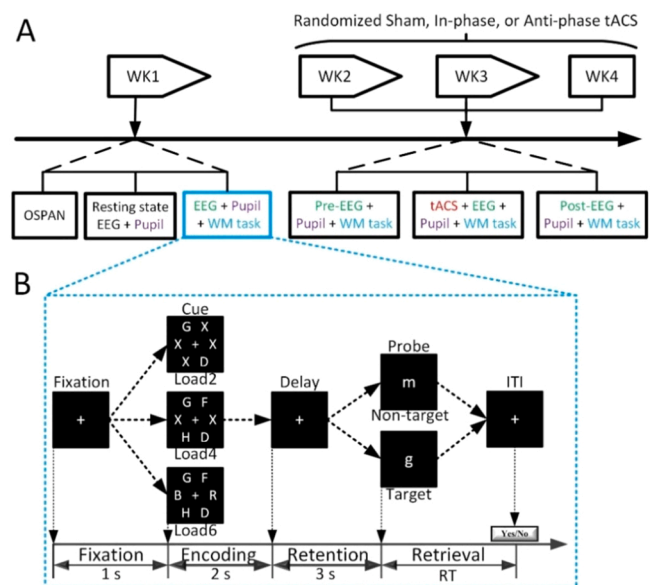 A
Randomized Sham, In-phase, or Anti-phase tACS
WK1
WK2
WK3
WK4
OSPAN
Resting state
EEG + Pupil
EEG + Pupil
+ WM task
Pre-EEG +
Pupil + WM task
tACS + EEG +
Pupil + WM task
Post-EEG +
Pupil + WM task
B
Cue
G X
X + X
X D
Load2
Fixation
+
G F
X + X
H D
Load4
G F
B + R
H D
Load6
Delay
+
Probe
m
Non-target
g
Target
ITI
+
Yes/No
Fixation
1 s
Encoding
2 s
Retention
3 s
Retrieval
RT